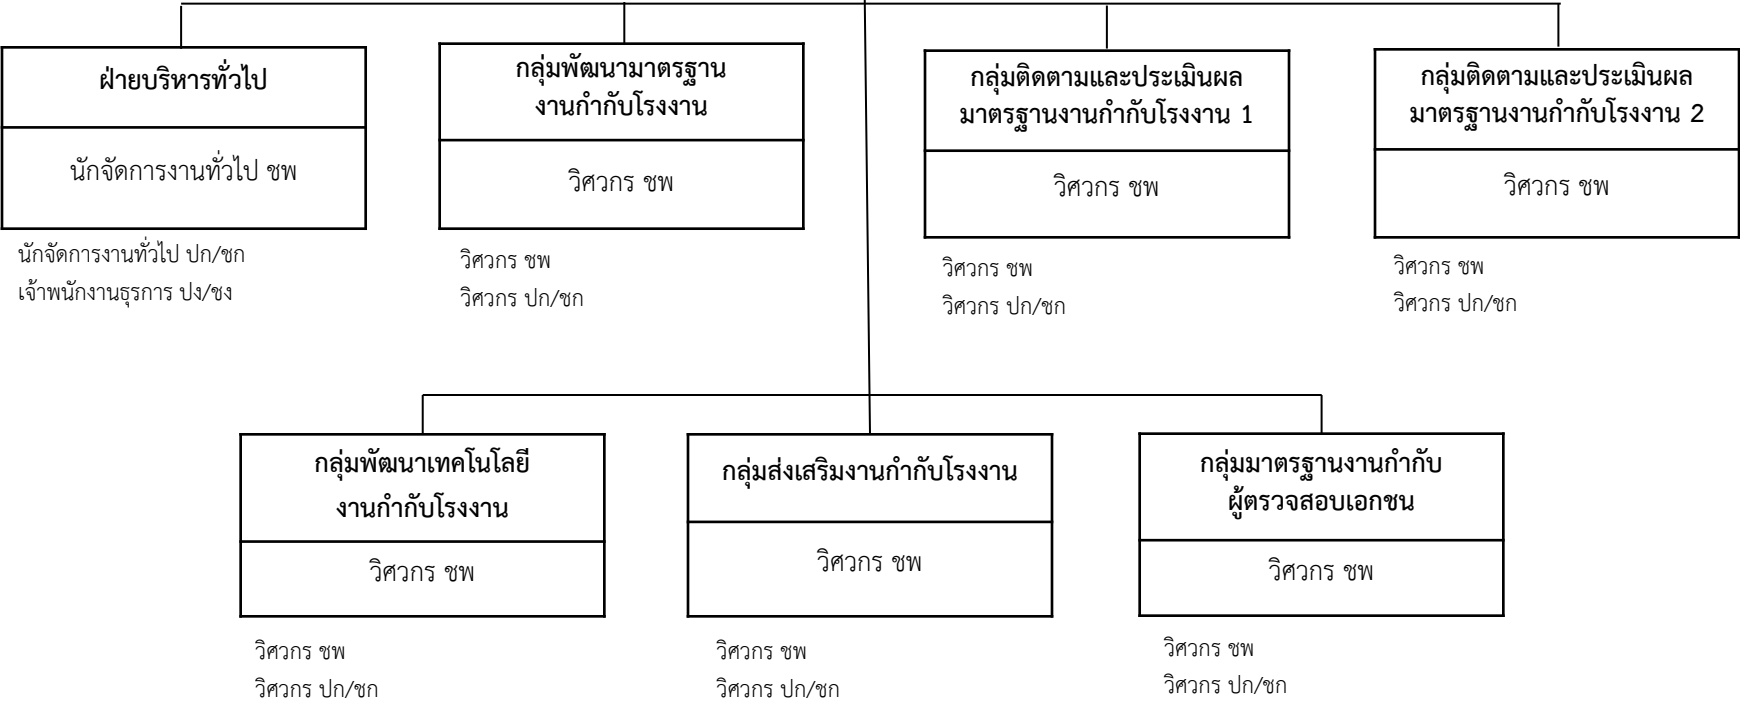 ฝ่ายบริหารทั่วไป
นักจัดการงานทั่วไป ชพ
นักจัดการงานทั่วไป ปก/ชก
เจ้าพนักงานธุรการ ปง/ชง
กลุ่มพัฒนามาตรฐาน
งานกำกับโรงงาน
วิศวกร ชพ
วิศวกร ชพ
วิศวกร ปก/ชก
กลุ่มติดตามและประเมินผล
มาตรฐานงานกำกับโรงงาน 1
วิศวกร ชพ
วิศวกร ชพ
วิศวกร ปก/ชก
กลุ่มติดตามและประเมินผล
มาตรฐานงานกำกับโรงงาน 2
วิศวกร ชพ
วิศวกร ชพ
วิศวกร ปก/ชก
กลุ่มพัฒนาเทคโนโลยี
งานกำกับโรงงาน
วิศวกร ชพ
วิศวกร ชพ
วิศวกร ปก/ชก
กลุ่มส่งเสริมงานกำกับโรงงาน
วิศวกร ชพ
วิศวกร ชพ
วิศวกร ปก/ชก
กลุ่มมาตรฐานงานกำกับ
ผู้ตรวจสอบเอกชน
วิศวกร ชพ
วิศวกร ชพ
วิศวกร ปก/ชก